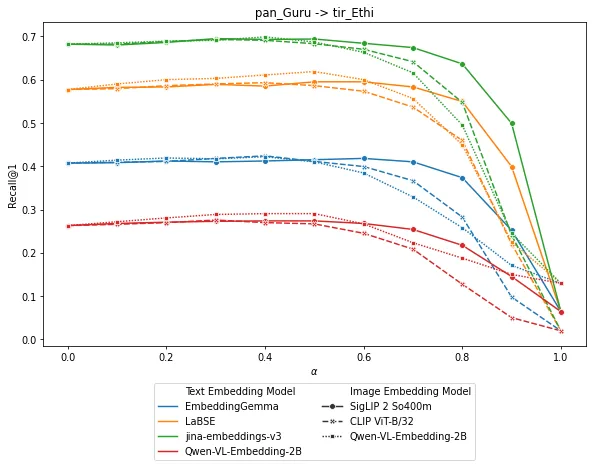 pan_Guru -> tir_Ethi
0.7
0.6
0.5
0.4
0.3
0.2
0.1
0.0
Recall@1
0.0 0.2 0.4 0.6 0.8 1.0
α
Text Embedding Model
EmbeddingGemma
LaBSE
jina-embeddings-v3
Qwen-VL-Embedding-2B
Image Embedding Model
SigLIP 2 So400m
CLIP ViT-B/32
Qwen-VL-Embedding-2B